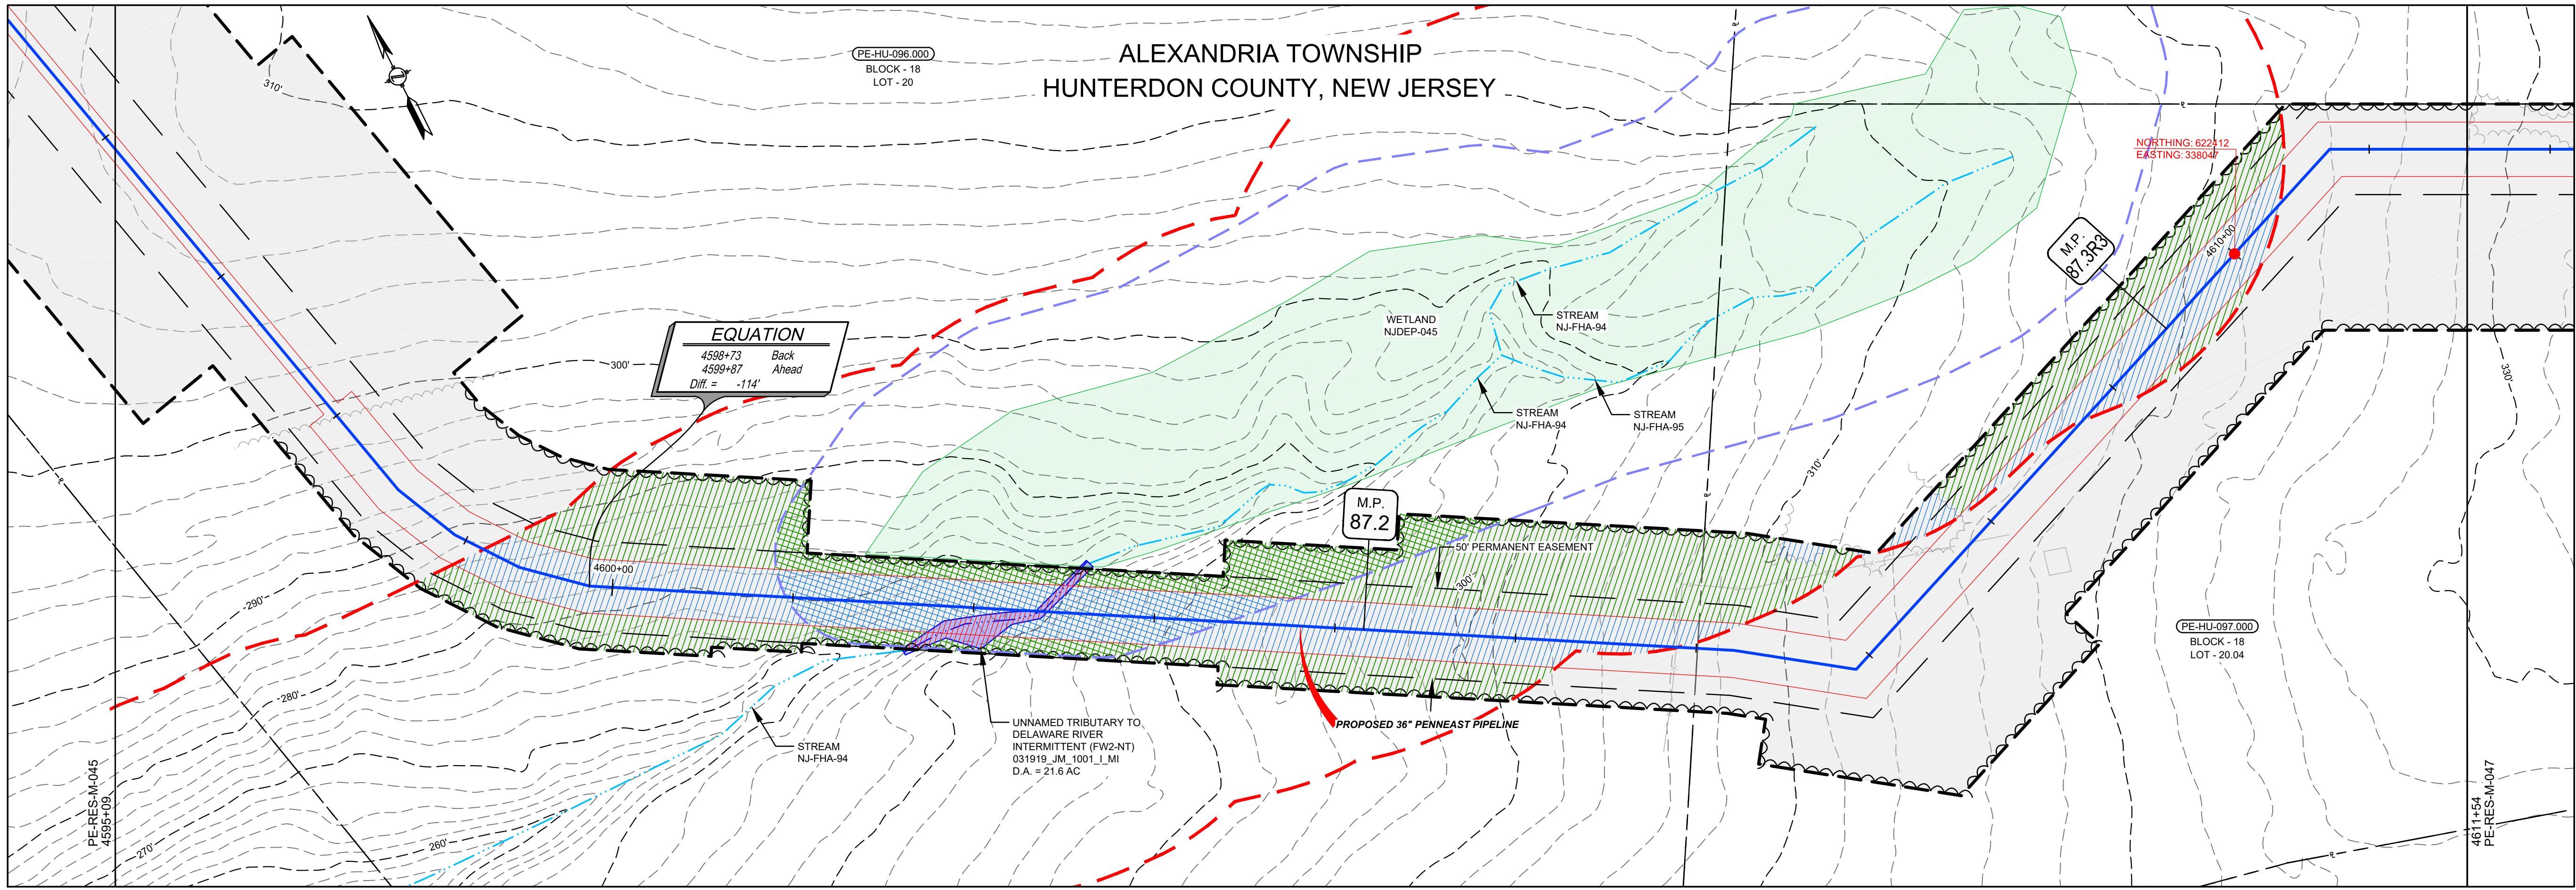 ALEXANDRIA TOWNSHIP
HUNTERDON COUNTY, NEW JERSEY
PE-HU-096.000
BLOCK - 18
LOT - 20
310'
NORTHING: 622412
EASTING: 338047
4610+00
M.P.
87.3R3
EQUATION
4598+73 Back
4599+87 Ahead
Diff. = -114'
300'
WETLAND
NJDEP-045
STREAM
NJ-FHA-94
STREAM
NJ-FHA-94
STREAM
NJ-FHA-95
330'
310'
M.P.
87.2
50' PERMANENT EASEMENT
300'
4600+00
290'
280'
270'
260'
PE-HU-097.000
BLOCK - 18
LOT - 20.04
STREAM
NJ-FHA-94
UNNAMED TRIBUTARY TO
DELAWARE RIVER
INTERMITTENT (FW2-NT)
031919_JM_1001_I_MI
D.A. = 21.6 AC
PROPOSED 36" PENNEAST PIPELINE
PE-RES-M-045
4595+09
4611+54
PE-RES-M-047